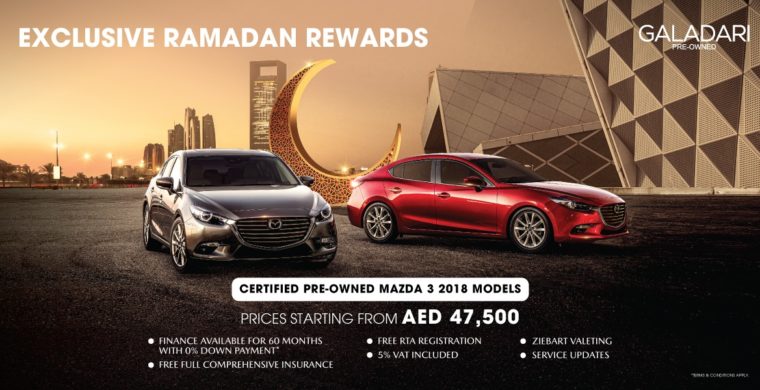 EXCLUSIVE RAMADAN REWARDS
GALADARI
PRE-OWNED
CERTIFIED PRE-OWNED MAZDA 3 2018 MODELS
PRICES STARTING FROM AED 47,500
• FINANCE AVAILABLE FOR 60 MONTHS
WITH 0% DOWN PAYMENT*
• FREE FULL COMPREHENSIVE INSURANCE
• FREE RTA REGISTRATION
• 5% VAT INCLUDED
• ZIEBART VALETING
• SERVICE UPDATES
*TERMS & CONDITIONS APPLY.